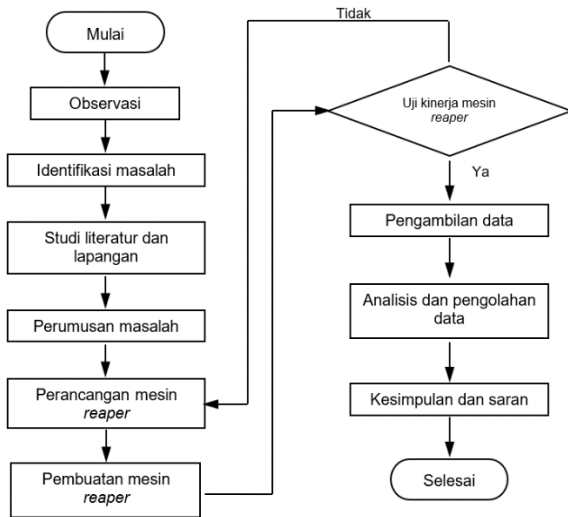 Mulai
Observasi
Identifikasi masalah
Studi literatur dan
lapangan
Perumusan masalah
Perancangan mesin
reaper
Pembuatan mesin
reaper
Tidak
Uji kinerja mesin
reaper
Ya
Pengambilan data
Analisis dan pengolahan
data
Kesimpulan dan saran
Selesai